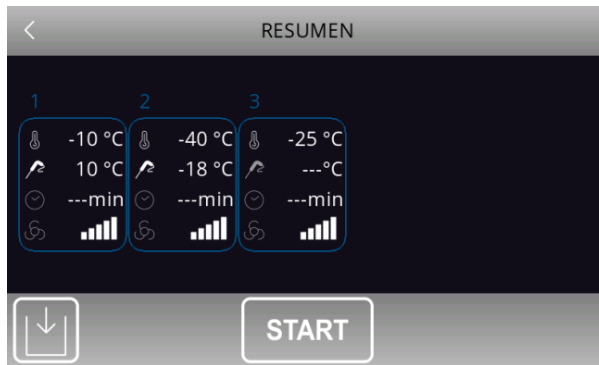 RESUMEN
1 2 3
-10 °C -40 °C -25 °C
10 °C -18 °C ---°C
---min ---min ---min
START